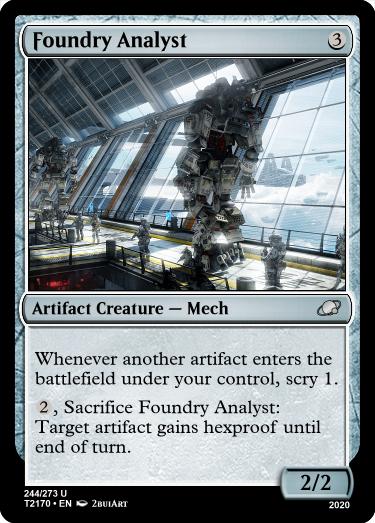 Foundry Analyst 3
Artifact Creature — Mech
Whenever another artifact enters the
battlefield under your control, scry 1.
2, Sacrifice Foundry Analyst:
Target artifact gains hexproof until
end of turn.
2/2
244/273 U
T2170 • EN 2buiArt
2020